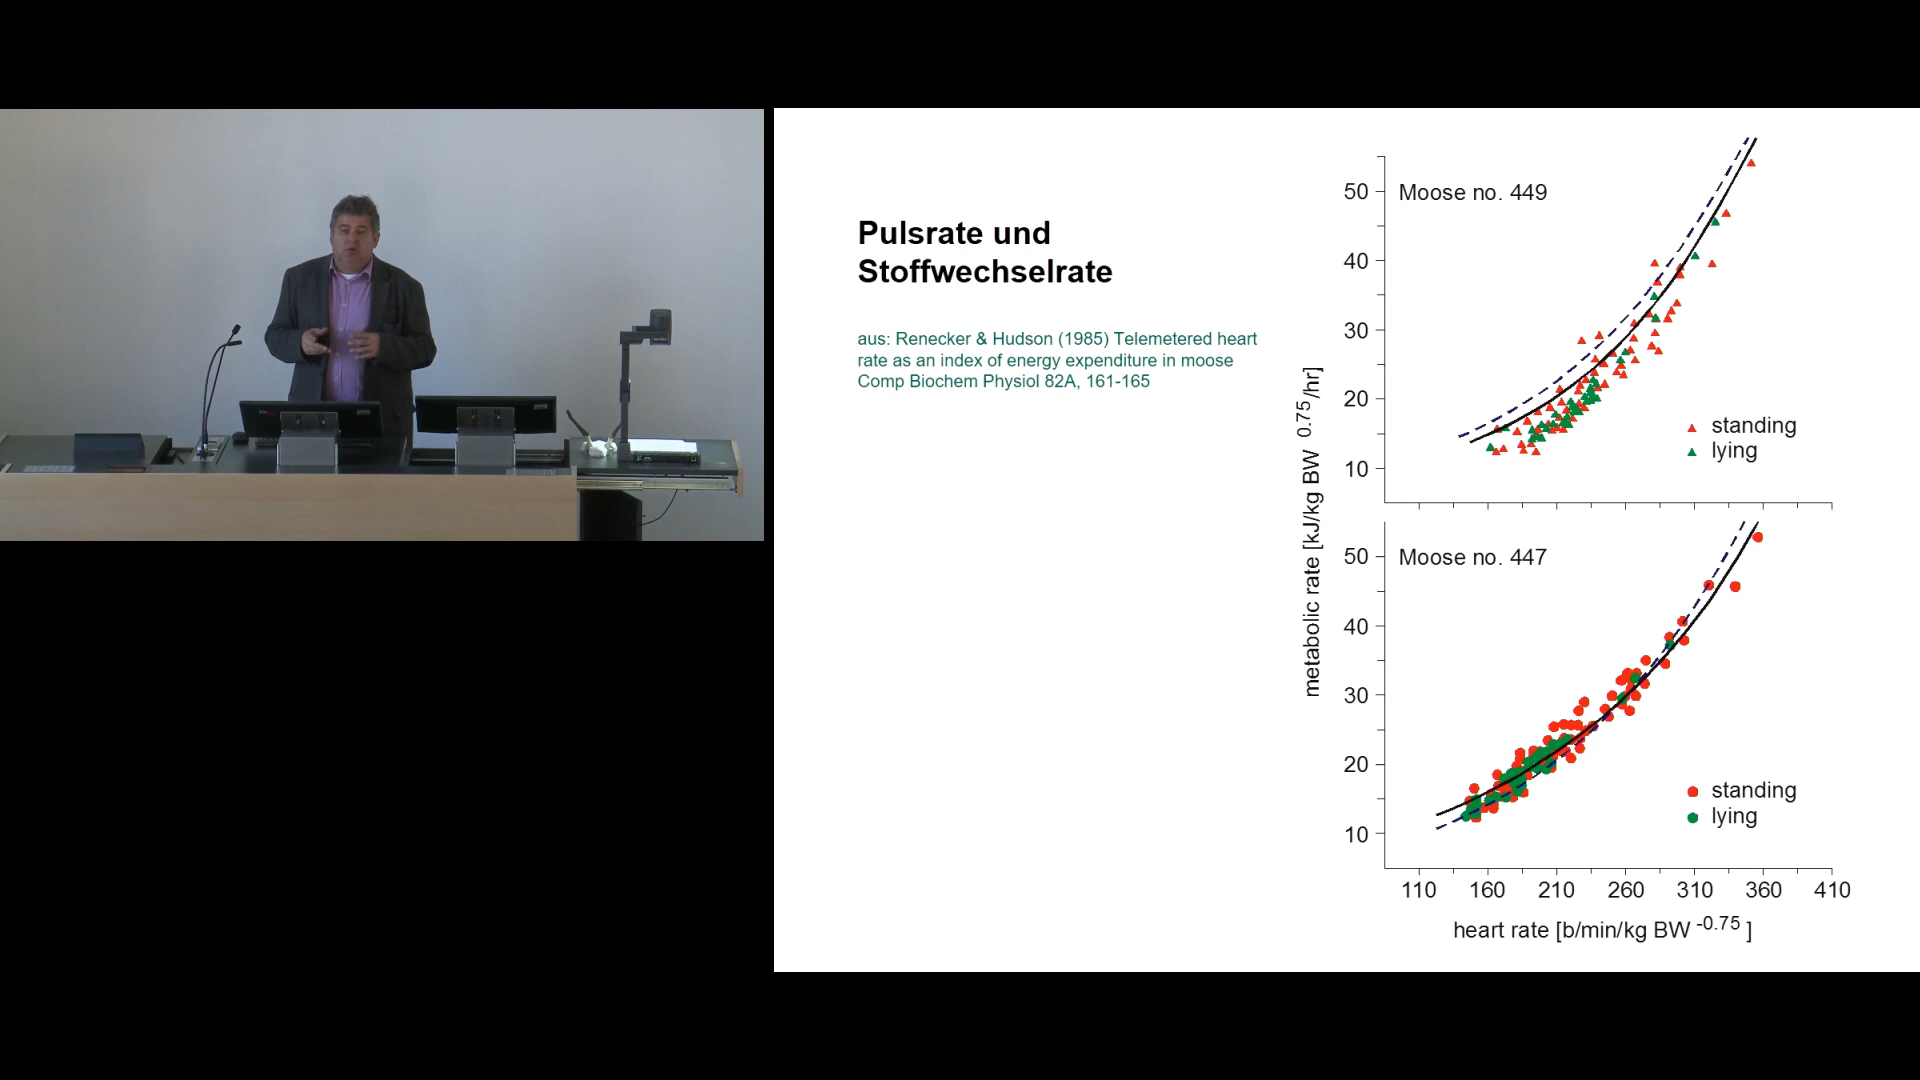 Pulsrate und
Stoffwechselrate
aus: Renecker & Hudson (1985) Telemetered heart
rate as an index of energy expenditure in moose
Comp Biochem Physiol 82A, 161-165
metabolic rate [kJ/kg BW 0.75/hr]
50
40
30
20
10
Moose no. 449
standing
lying
50
40
30
20
10
Moose no. 447
standing
lying
110 160 210 260 310 360 410
heart rate [b/min/kg BW -0.75 ]